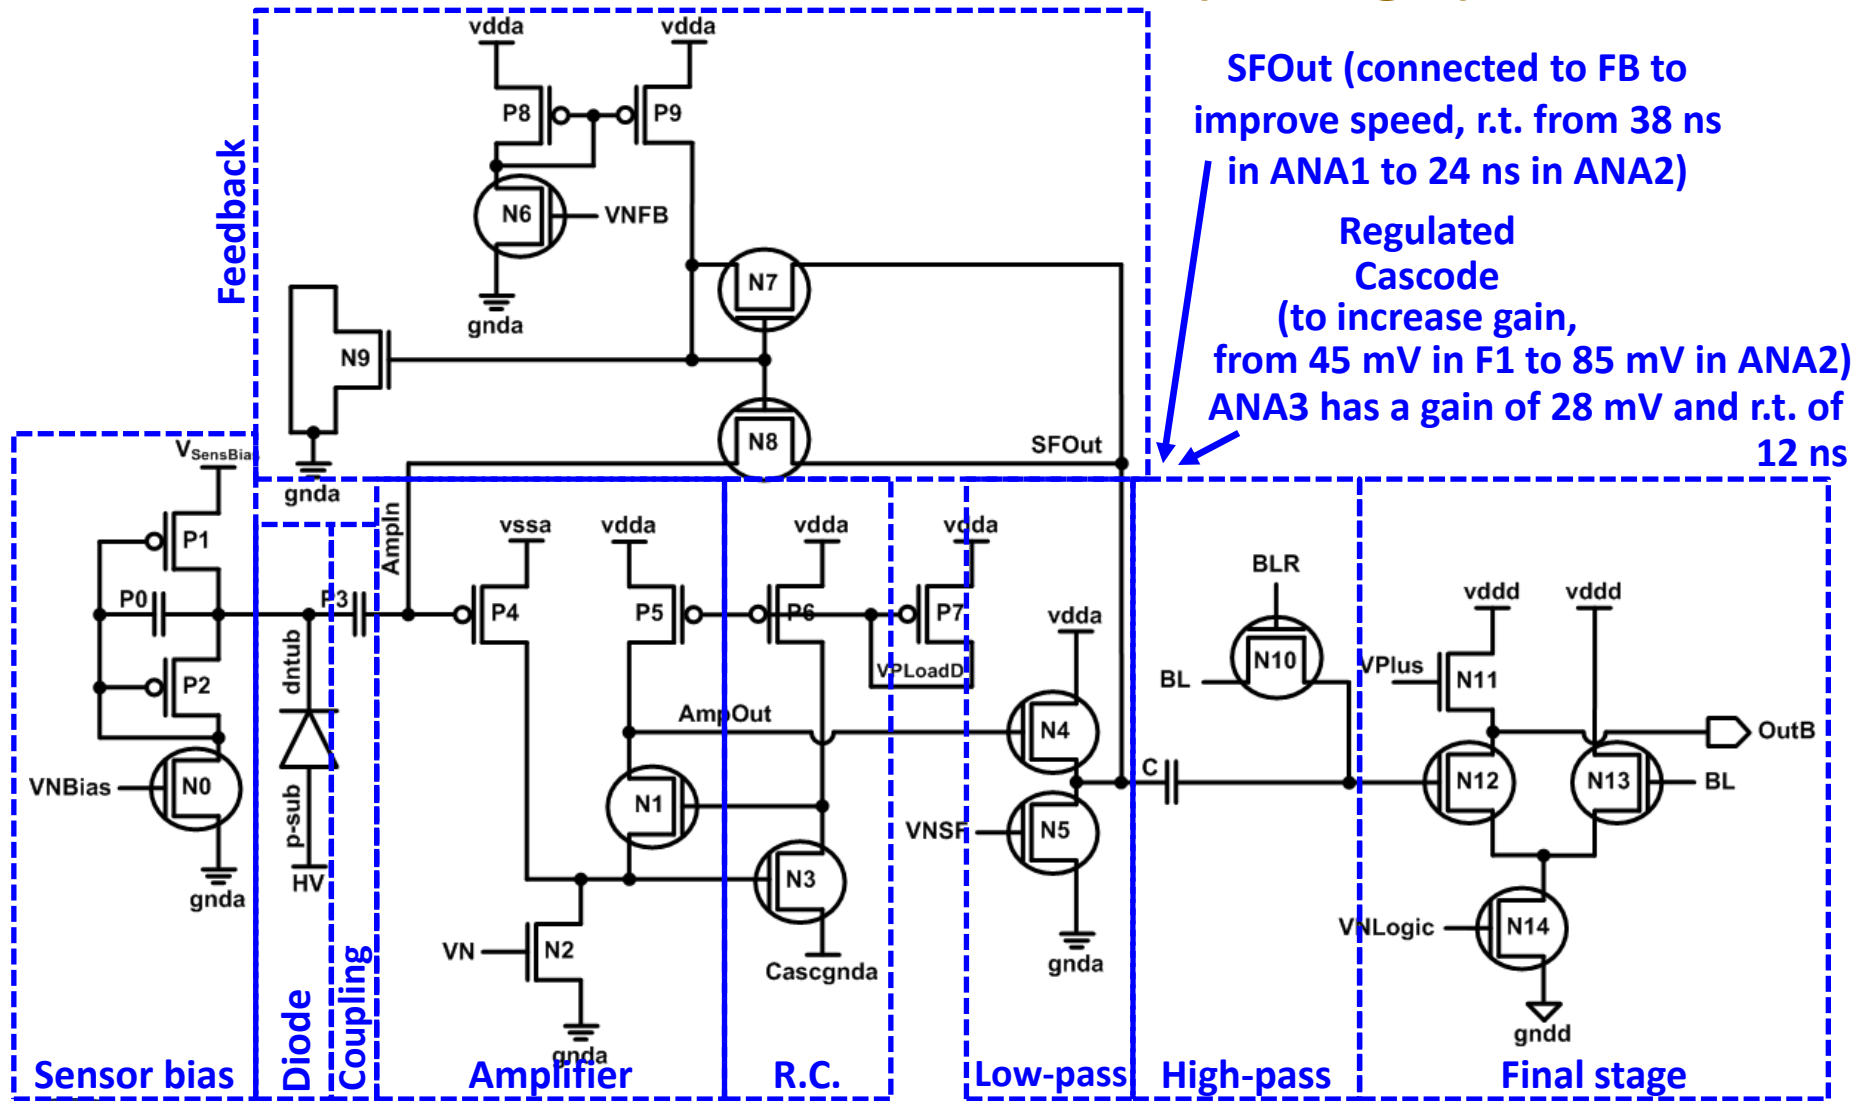 vdda
vdda
P8
P9
N6
VNFB
gnda
Feedback
N7
N9
gnda
N8
SFOut
SFOut (connected to FB to
improve speed, r.t. from 38 ns
in ANA1 to 24 ns in ANA2)
Regulated
Cascode
(to increase gain,
from 45 mV in F1 to 85 mV in ANA2)
ANA3 has a gain of 28 mV and r.t. of
12 ns
VSensBias
P1
P0
P2
VNBias
N0
gnda
Sensor bias
dntub
p-sub
HV
Diode
P3
Coupling
AmpIn
vssa
vdda
P4
P5
AmpOut
N1
VN
N2
gnda
Amplifier
vdda
P6
N3
Cascgnda
R.C.
vdda
P7
VPLoadD
vdda
N4
VNSF
N5
gnda
Low-pass
BLR
BL
N10
C
High-pass
vddd
vddd
VPlus
N11
OutB
N12
N13
BL
VNLogic
N14
gndd
Final stage